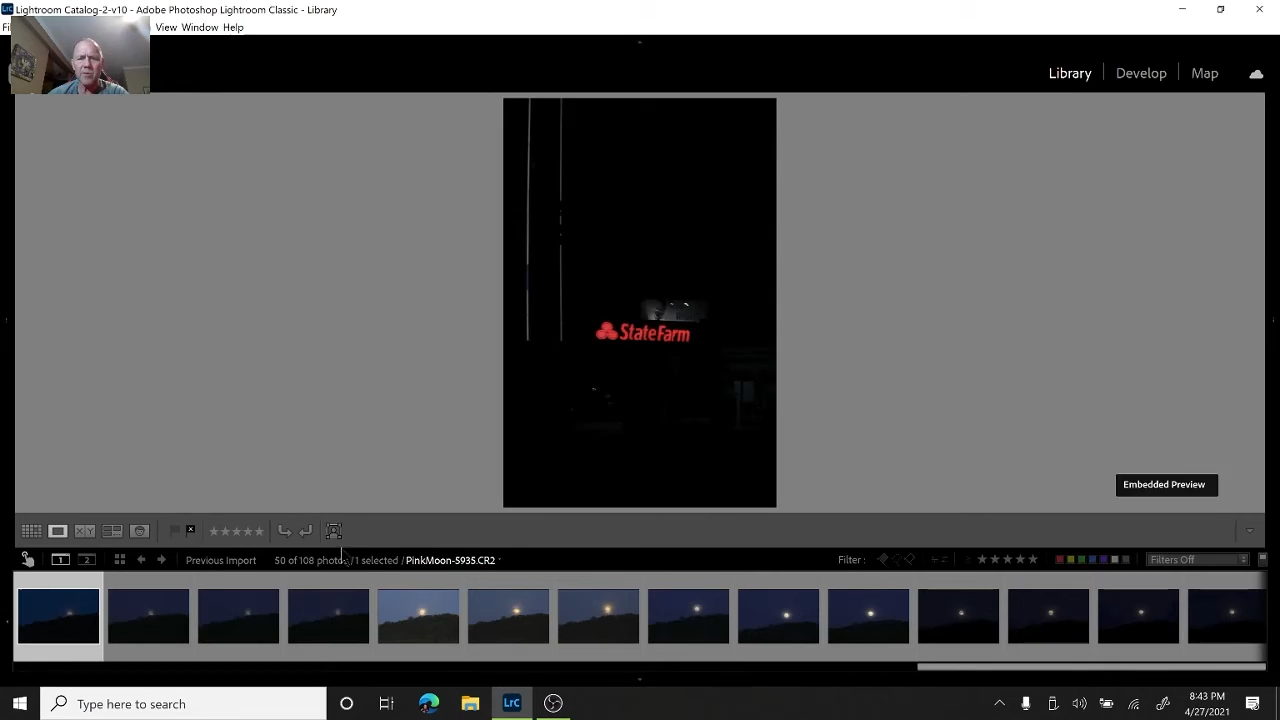 Lightroom Catalog-2-v10 - Adobe Photoshop Lightroom Classic - Library
View Window Help
Library Develop Map
StateFarm
Embedded Preview
Previous Import 50 of 108 photos /1 selected / PinkMoon-5935.CR2 Filter: Filters Off
1 2
X Y
Type here to search
LrC
8:43 PM
4/27/2021